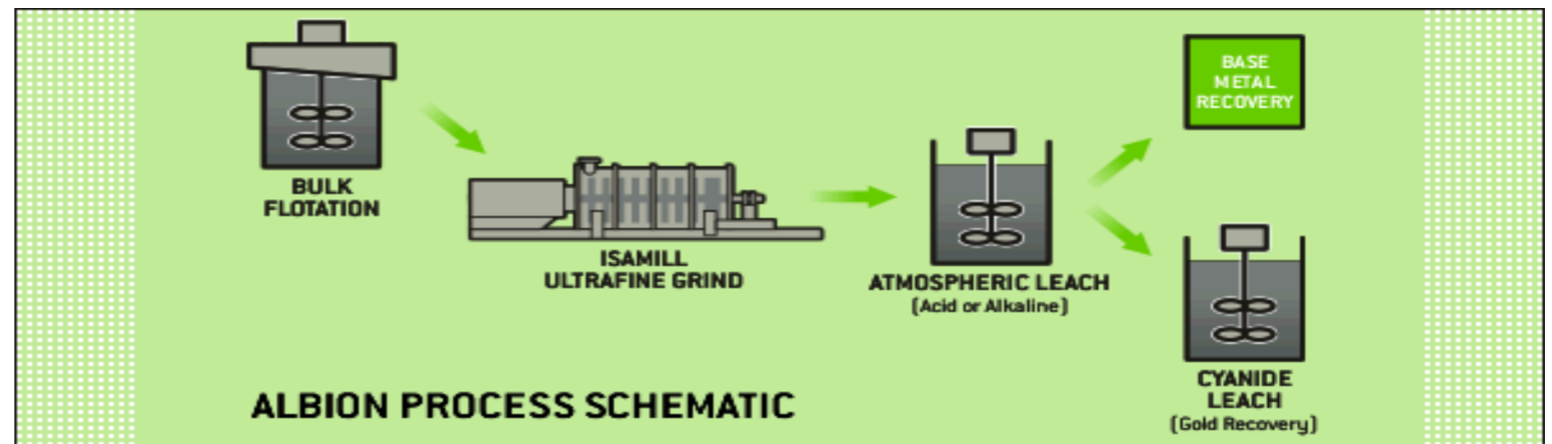 BULK
FLOTATION
ISAMILL
ULTRAFINE GRIND
ATMOSPHERIC LEACH
(Acid or Alkaline)
BASE
METAL
RECOVERY
CYANIDE
LEACH
(Gold Recovery)
ALBION PROCESS SCHEMATIC